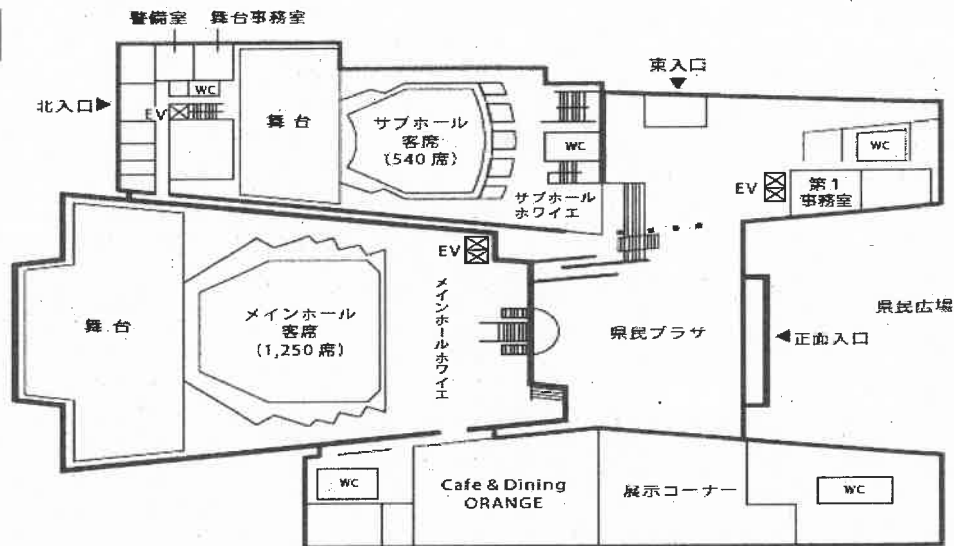 警備室 舞台事務室
東入口
北入口
WC
EV
舞台
サブホール
客席
(540席)
WC
WC
EV
第1
事務室
サブホール
ホワイエ
EV
メインホールホワイエ
舞台
メインホール
客席
(1,250席)
県民プラザ
正面入口
県民広場
WC
Cafe & Dining
ORANGE
展示コーナー
WC